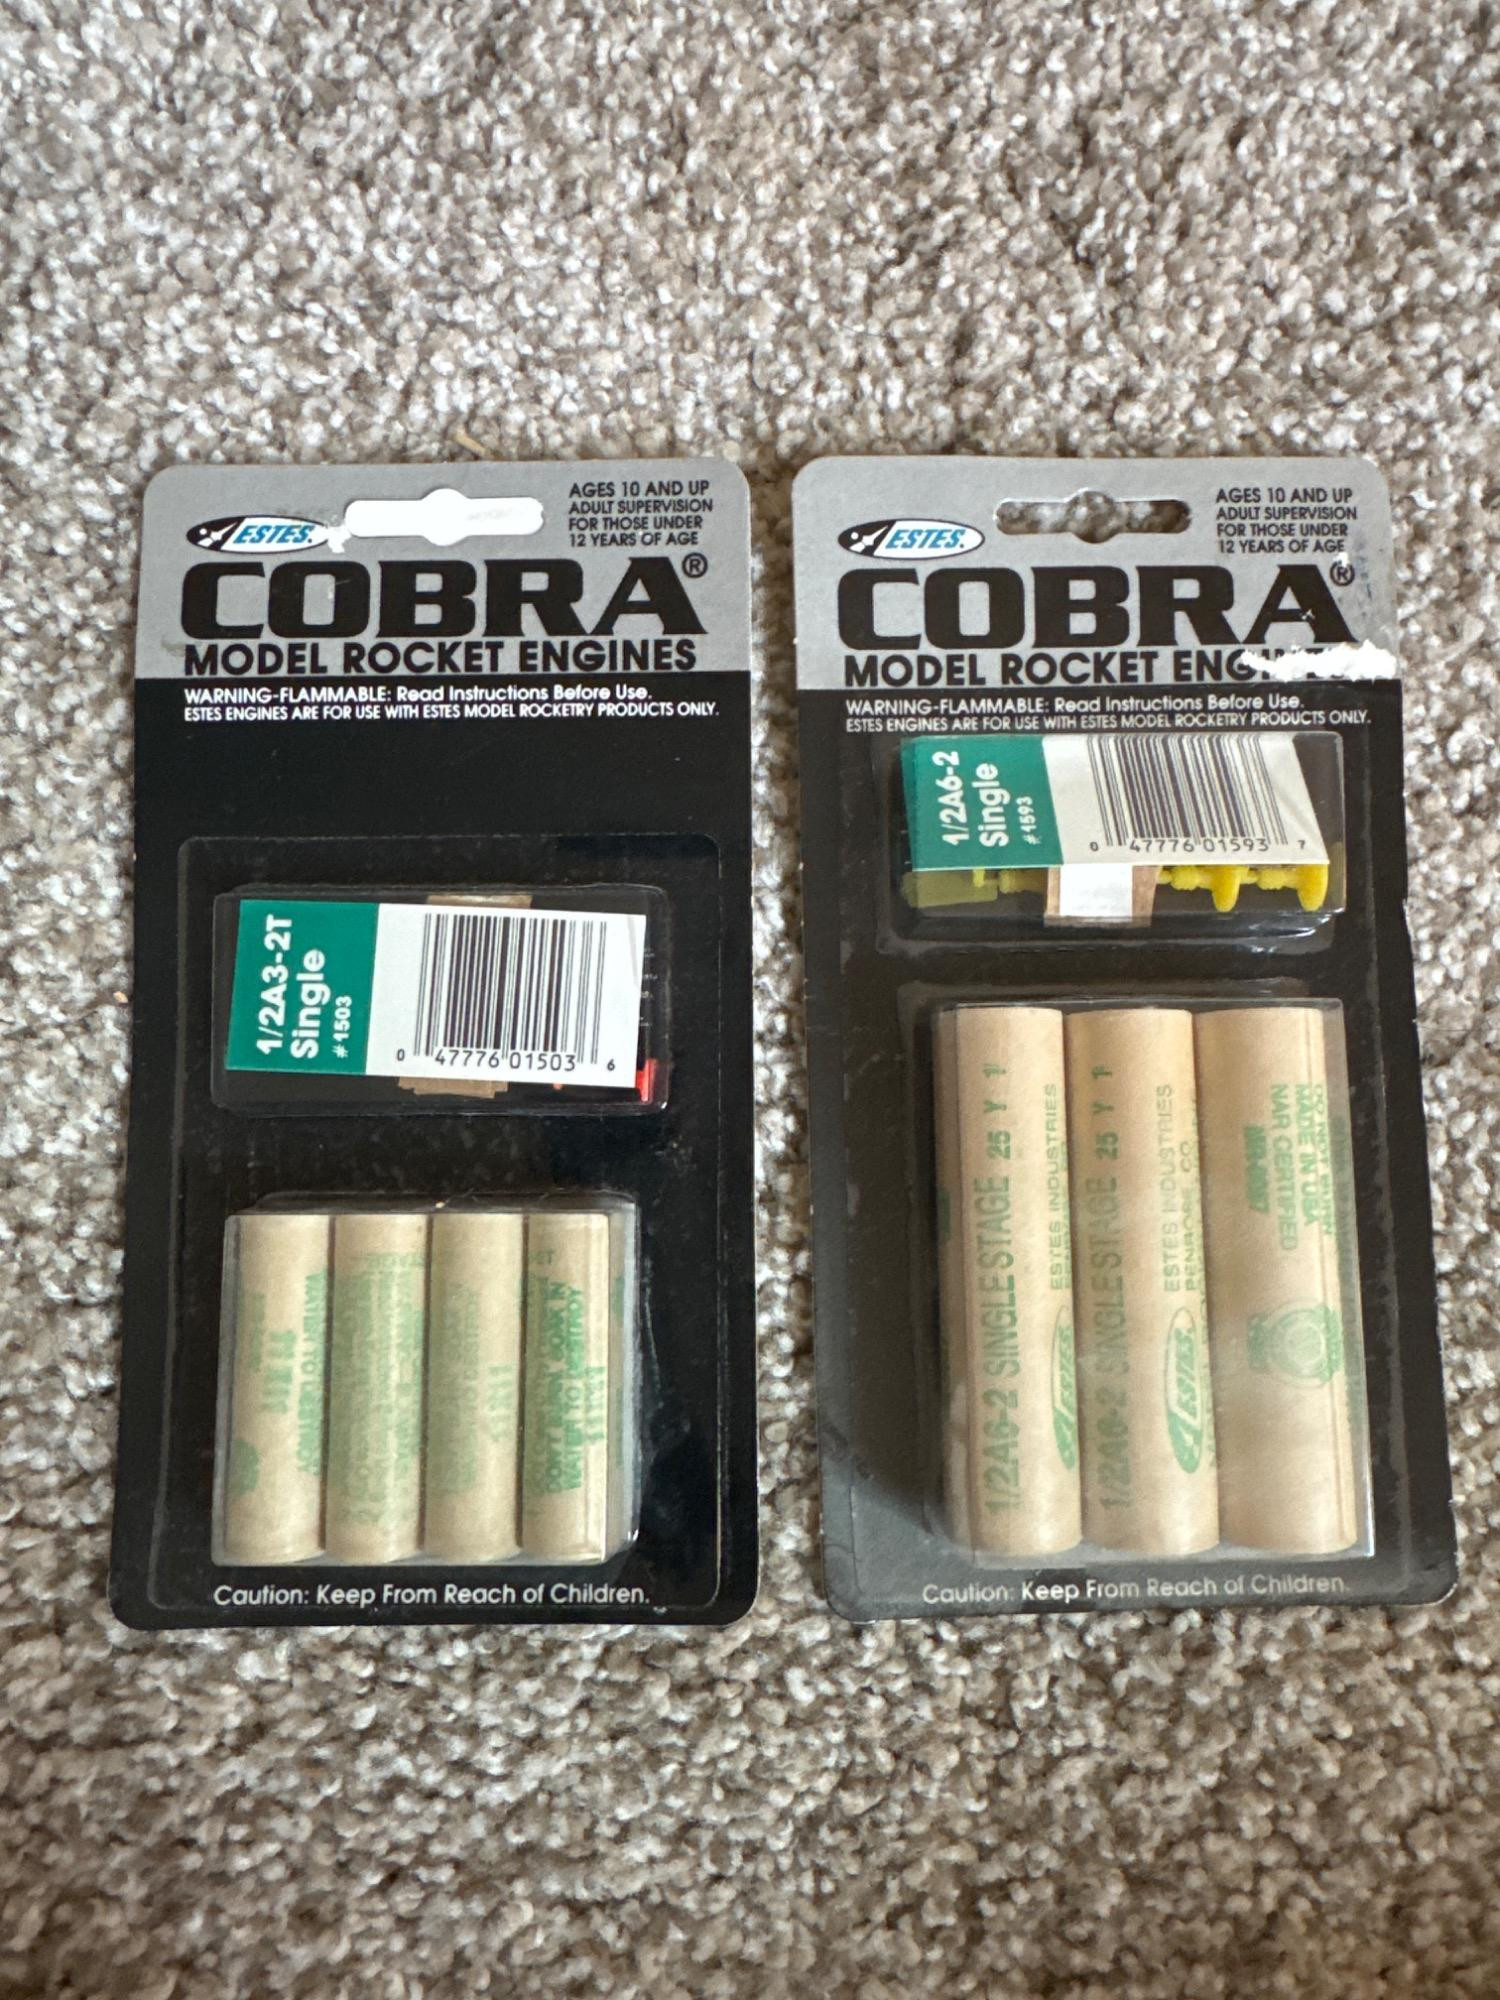 ESTES.
AGES 10 AND UP
ADULT SUPERVISION
FOR THOSE UNDER
12 YEARS OF AGE
COBRA®
MODEL ROCKET ENGINES
WARNING-FLAMMABLE: Read Instructions Before Use.
ESTES ENGINES ARE FOR USE WITH ESTES MODEL ROCKETRY PRODUCTS ONLY.
1/2A3-2T
Single
#1503
0 47776 01503 6
WATER TO DESTROY
Caution: Keep From Reach of Children.
ESTES.
AGES 10 AND UP
ADULT SUPERVISION
FOR THOSE UNDER
12 YEARS OF AGE
COBRA®
MODEL ROCKET
WARNING-FLAMMABLE: Read Instructions Before Use.
ESTES ENGINES ARE FOR USE WITH ESTES MODEL ROCKETRY PRODUCTS ONLY.
1/2A6-2
Single
#1593
0 47776 01593 7
1/2A6-2 SINGLE STAGE 25 Y 1
ESTES INDUSTRIES
ESTES.
1/2A6-2 SINGLE STAGE 25 Y 1
ESTES INDUSTRIES
PENROSE, CO
ESTES.
MADE IN USA
NAR CERTIFIED
Caution: Keep From Reach of Children.